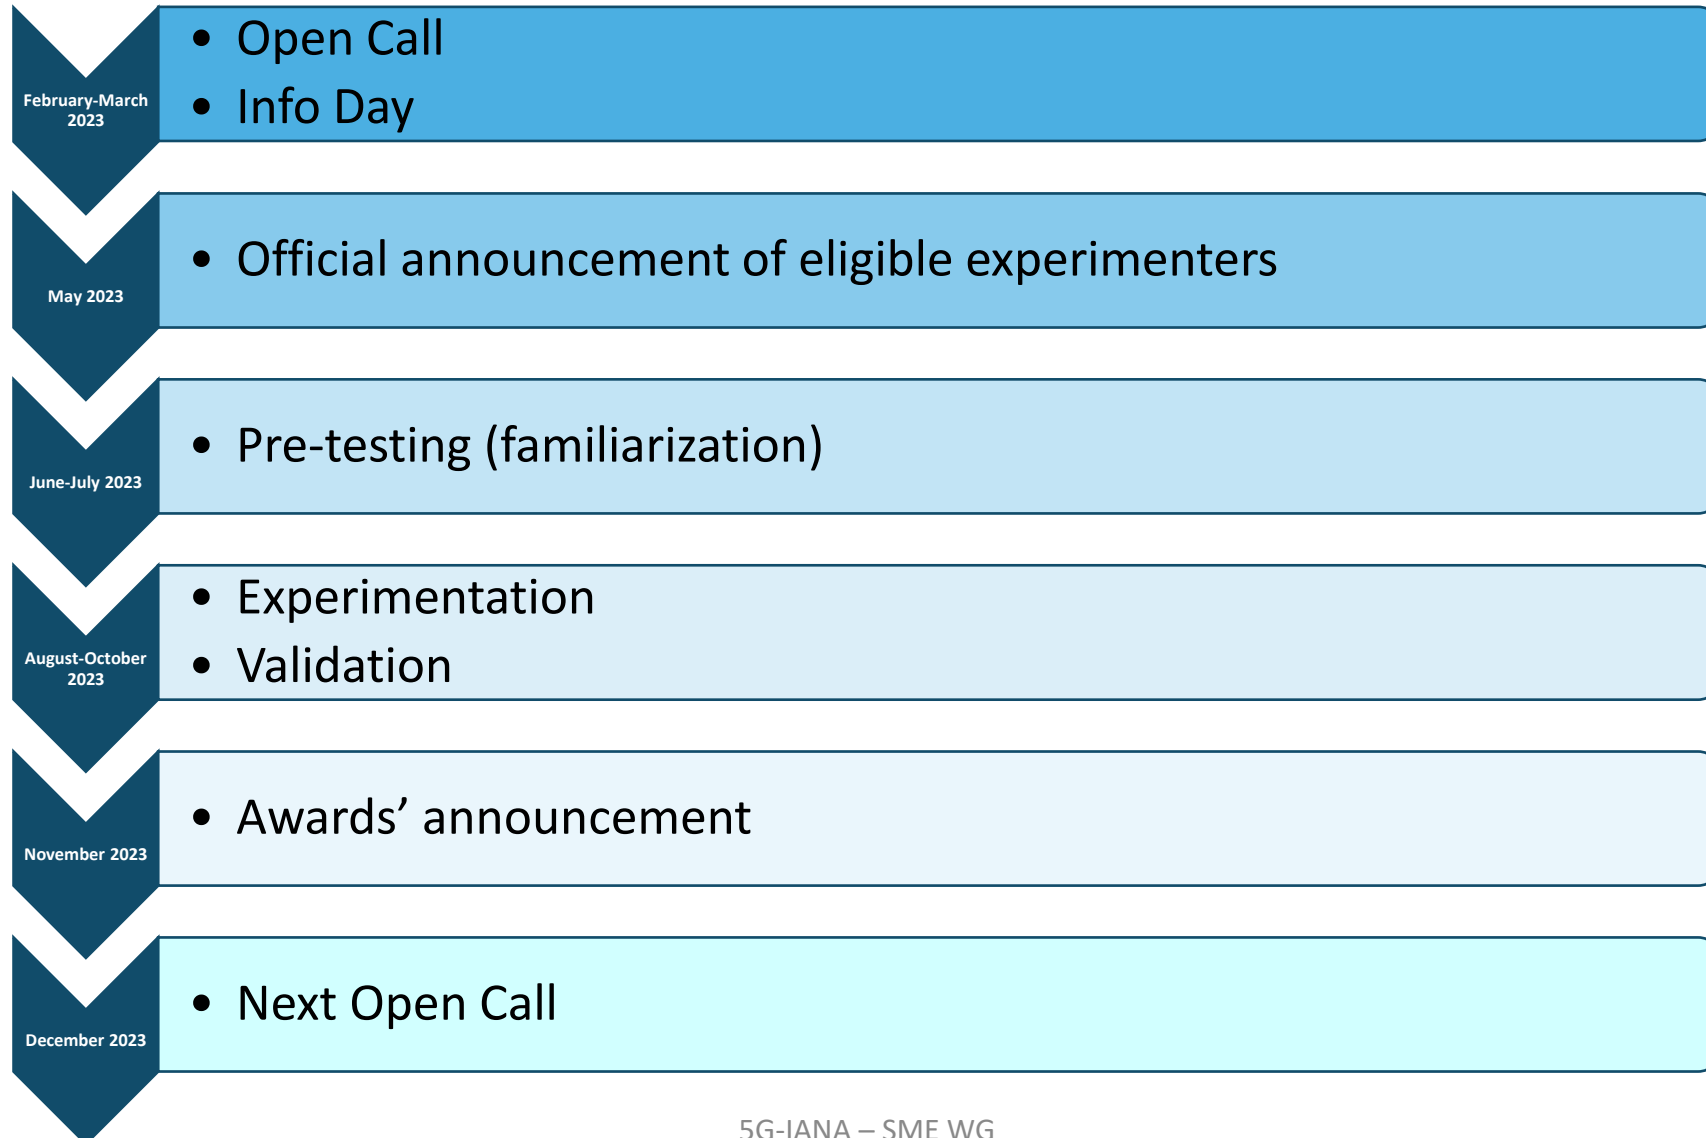 February-March
2023
• Open Call
• Info Day
May 2023
• Official announcement of eligible experimenters
June-July 2023
• Pre-testing (familiarization)
August-October
2023
• Experimentation
• Validation
November 2023
• Awards’ announcement
December 2023
• Next Open Call
5G-IANA – SME WG